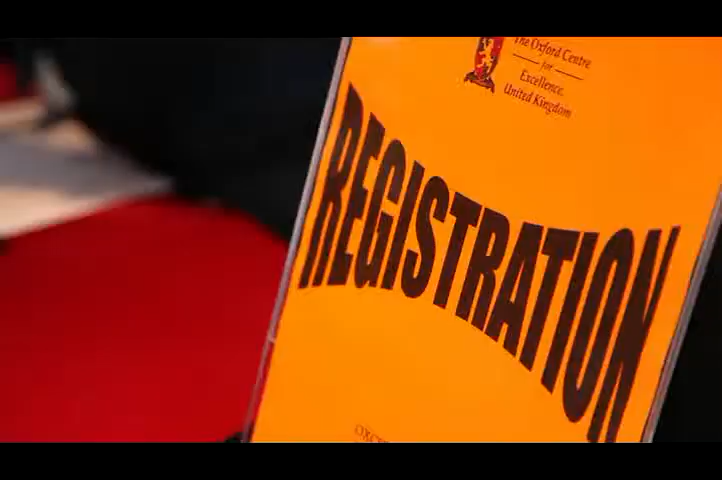 The Oxford Centre
for
Excellence,
United Kingdom
REGISTRATION